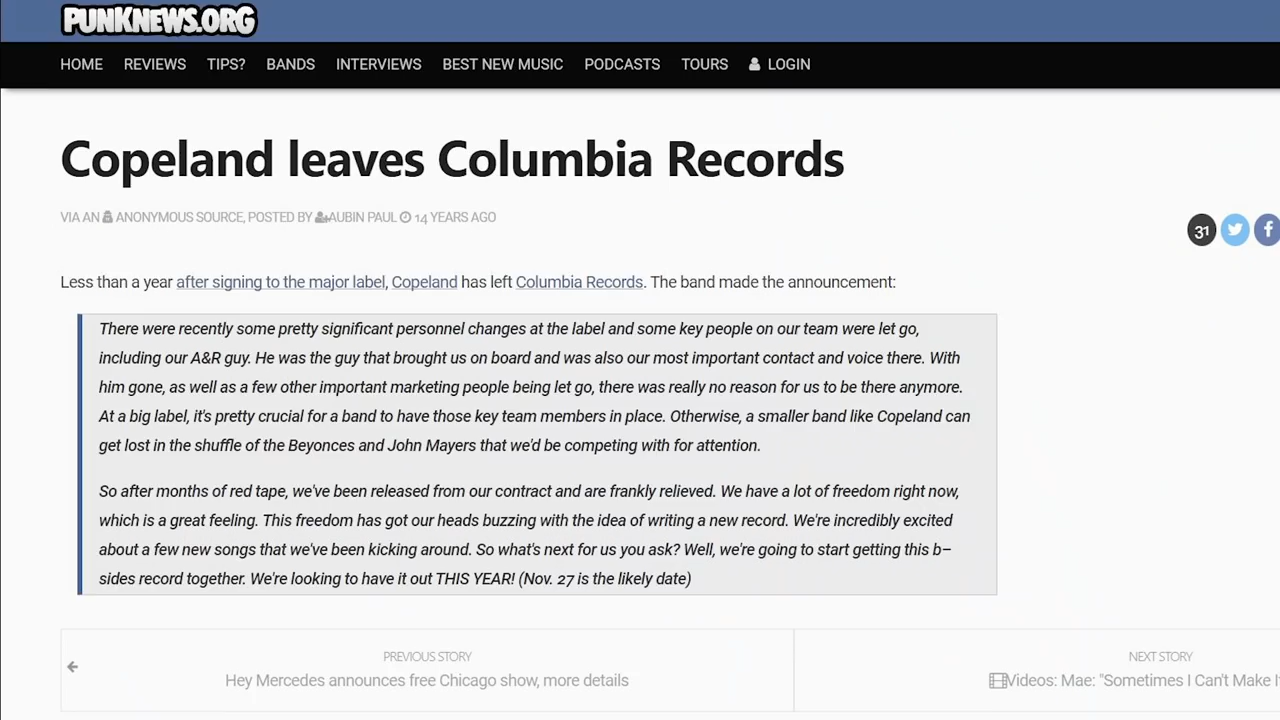 PUNKNEWS.ORG
HOME REVIEWS TIPS? BANDS INTERVIEWS BEST NEW MUSIC PODCASTS TOURS LOGIN
Copeland leaves Columbia Records
VIA AN ANONYMOUS SOURCE, POSTED BY AUBIN PAUL 14 YEARS AGO
31
Less than a year after signing to the major label, Copeland has left Columbia Records. The band made the announcement:
There were recently some pretty significant personnel changes at the label and some key people on our team were let go,
including our A&R guy. He was the guy that brought us on board and was also our most important contact and voice there. With
him gone, as well as a few other important marketing people being let go, there was really no reason for us to be there anymore.
At a big label, it's pretty crucial for a band to have those key team members in place. Otherwise, a smaller band like Copeland can
get lost in the shuffle of the Beyonces and John Mayers that we'd be competing with for attention.
So after months of red tape, we've been released from our contract and are frankly relieved. We have a lot of freedom right now,
which is a great feeling. This freedom has got our heads buzzing with the idea of writing a new record. We're incredibly excited
about a few new songs that we've been kicking around. So what's next for us you ask? Well, we're going to start getting this b–
sides record together. We're looking to have it out THIS YEAR! (Nov. 27 is the likely date)
PREVIOUS STORY
Hey Mercedes announces free Chicago show, more details
NEXT STORY
Videos: Mae: "Sometimes I Can't Make